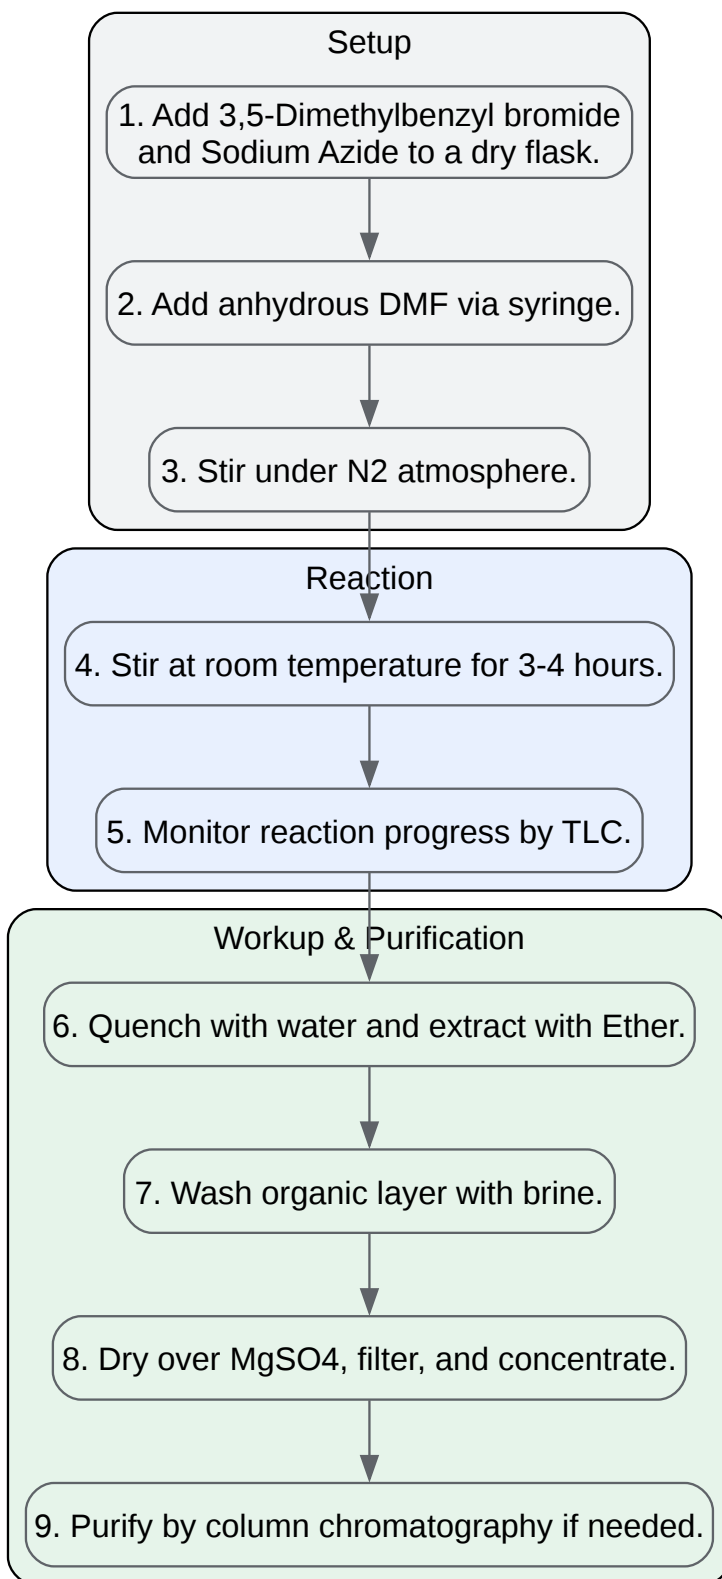 Setup
1. Add 3,5-Dimethylbenzyl bromide
and Sodium Azide to a dry flask.
2. Add anhydrous DMF via syringe.
3. Stir under N2 atmosphere.
Reaction
4. Stir at room temperature for 3-4 hours.
5. Monitor reaction progress by TLC.
Workup & Purification
6. Quench with water and extract with Ether.
7. Wash organic layer with brine.
8. Dry over MgSO4, filter, and concentrate.
9. Purify by column chromatography if needed.